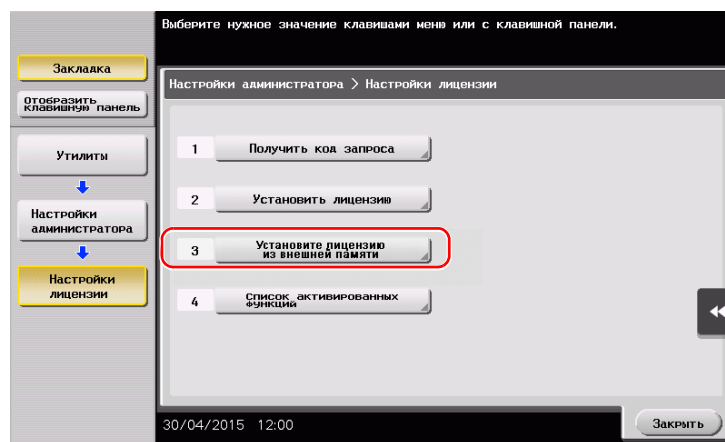 Выберите нужное значение клавишами меню или с клавишной панели.
Закладка
Отобразить
клавишную панель
Утилиты
Настройки
администратора
Настройки
лицензии
Настройки администратора > Настройки лицензии
1 Получить код запроса
2 Установить лицензию
3 Установите лицензию
из внешней памяти
4 Список активированных
функций
30/04/2015 12:00
Закрыть